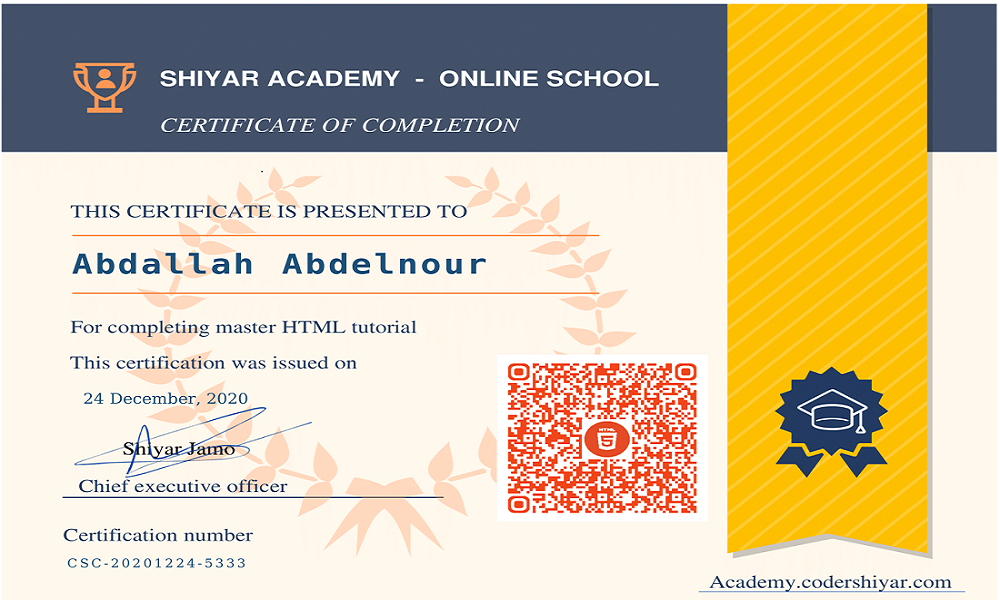 SHIYAR ACADEMY - ONLINE SCHOOL
CERTIFICATE OF COMPLETION
THIS CERTIFICATE IS PRESENTED TO
Abdallah Abdelnour
For completing master HTML tutorial
This certification was issued on
24 December, 2020
Shiyar Jamo
Chief executive officer
Certification number
CSC-20201224-5333
HTML
Academy.codershiyar.com